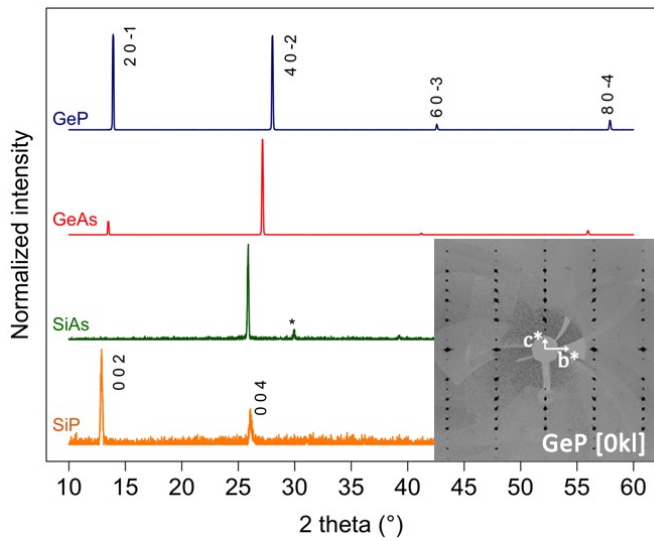 Normalized intensity
2 0 -1
4 0 -2
6 0 -3
8 0 -4
GeP
GeAs
SiAs
*
0 0 2
0 0 4
SiP
c*
b*
GeP [0kl]
10 15 20 25 30 35 40 45 50 55 60
2 theta (°)